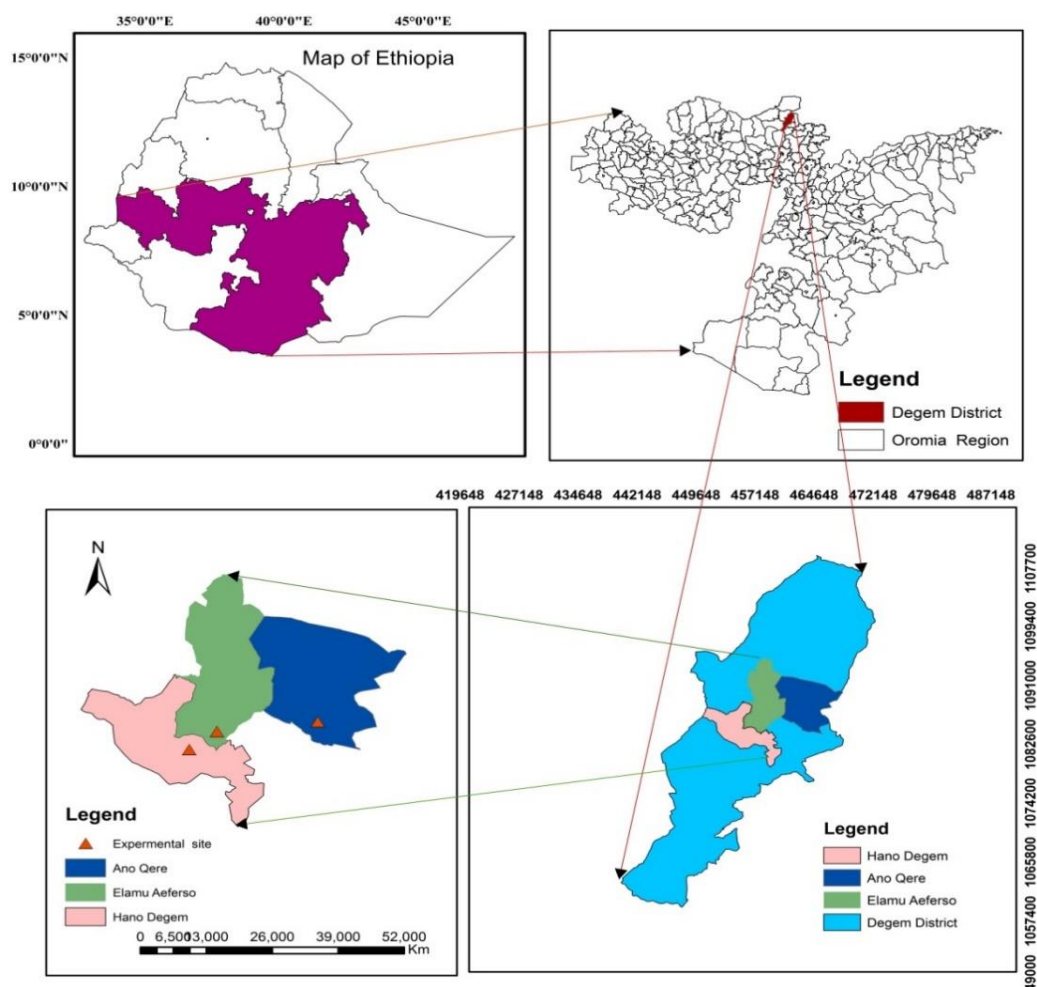 35°0'0"E 40°0'0"E 45°0'0"E
Map of Ethiopia
15°0'0"N
10°0'0"N
5°0'0"N
0°0'0"
Legend
Degem District
Oromia Region
419648 427148 434648 442148 449648 457148 464648 472148 479648 487148
N
Legend
Expermental site
Ano Qere
Elamu Aeferso
Hano Degem
0 6,50013,000 26,000 39,000 52,000
Km
Legend
Hano Degem
Ano Qere
Elamu Aeferso
Degem District
49000 1057400 1065800 1074200 1082600 1091000 1099400 1107700